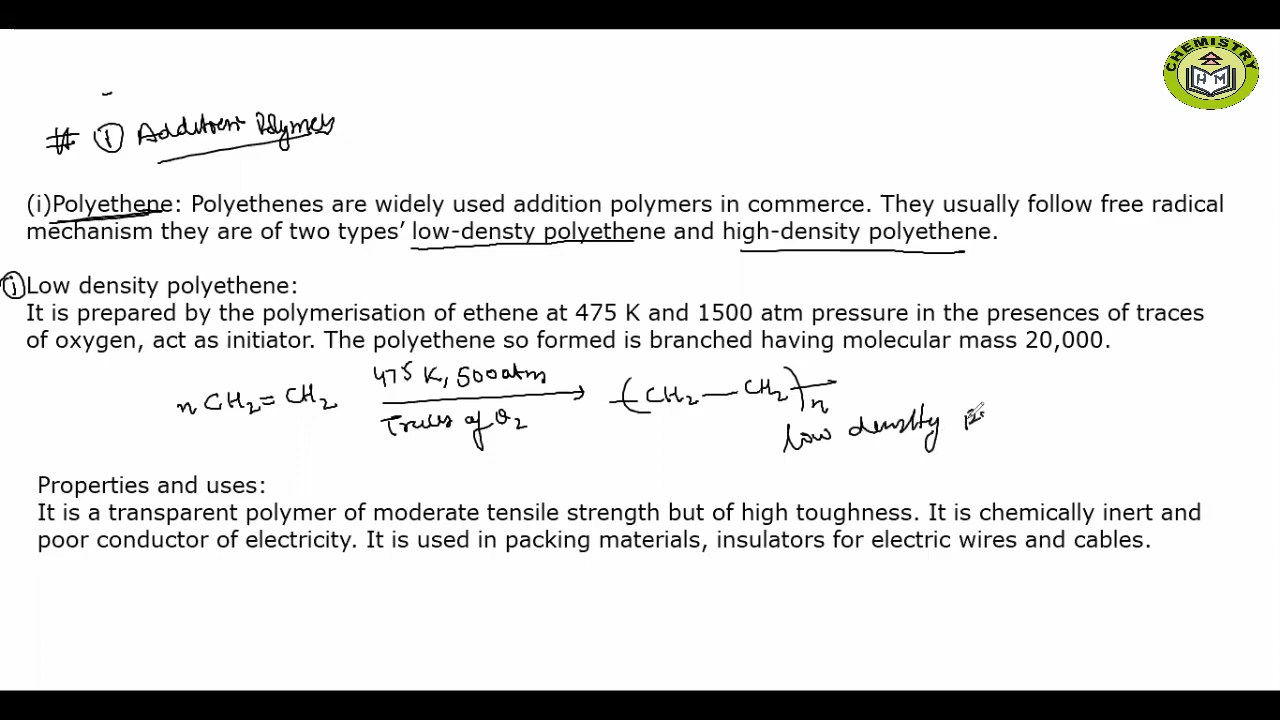 CHEMISTRY
H M
# ① Addition Polymers
(i)Polyethene: Polyethenes are widely used addition polymers in commerce. They usually follow free radical
mechanism they are of two types’ low-densty polyethene and high-density polyethene.
(i) Low density polyethene:
It is prepared by the polymerisation of ethene at 475 K and 1500 atm pressure in the presences of traces
of oxygen, act as initiator. The polyethene so formed is branched having molecular mass 20,000.
475 K, 500 atm
n CH₂=CH₂ → (CH₂—CH₂)n
Traces of O₂
low density
Properties and uses:
It is a transparent polymer of moderate tensile strength but of high toughness. It is chemically inert and
poor conductor of electricity. It is used in packing materials, insulators for electric wires and cables.